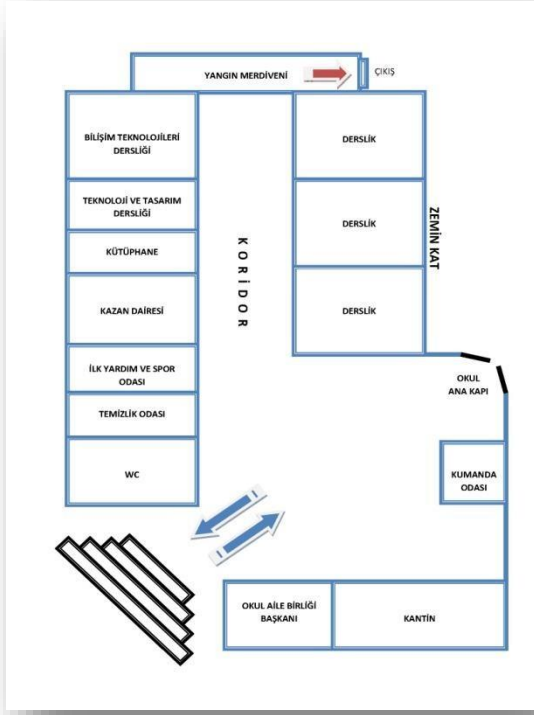 YANGIN MERDİVENİ
ÇIKIŞ
BİLİŞİM TEKNOLOJİLERİ
DERSLİĞİ
DERSLİK
TEKNOLOJİ VE TASARIM
DERSLİĞİ
DERSLİK
ZEMİN KAT
KÜTÜPHANE
KORİDOR
KAZAN DAİRESİ
DERSLİK
İLK YARDIM VE SPOR
ODASI
OKUL
ANA KAPI
TEMİZLİK ODASI
WC
KUMANDA
ODASI
OKUL AİLE BİRLİĞİ
BAŞKANI
KANTİN